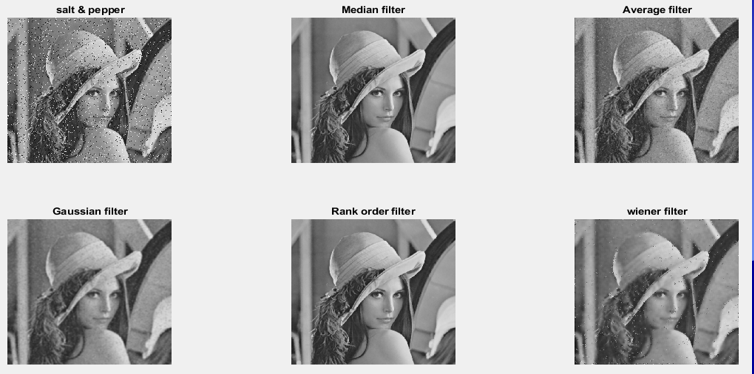 salt & pepper
Median filter
Average filter
Gaussian filter
Rank order filter
wiener filter